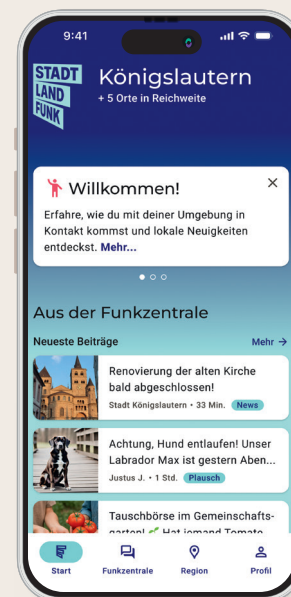 9:41
STADT
LAND
FUNK
Königslautern
+ 5 Orte in Reichweite
Willkommen!
Erfahre, wie du mit deiner Umgebung in
Kontakt kommst und lokale Neuigkeiten
entdeckst. Mehr...
Aus der Funkzentrale
Neueste Beiträge
Mehr →
Renovierung der alten Kirche
bald abgeschlossen!
Stadt Königslautern • 33 Min. News
Achtung, Hund entlaufen! Unser
Labrador Max ist gestern Aben...
Justus J. • 1 Std. Plausch
Tauschbörse im Gemeinschafts-
garten! Hat jemand Tomate
Start
Funkzentrale
Region
Profil